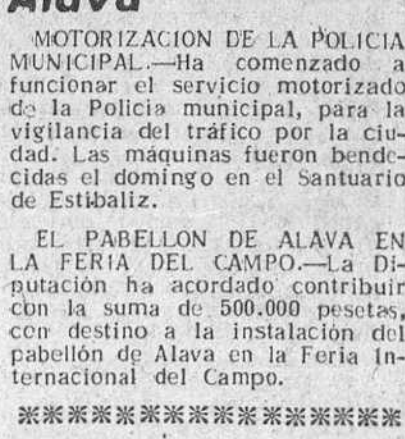 Alava
MOTORIZACION DE LA POLICIA
MUNICIPAL.—Ha comenzado a
funcionar el servicio motorizado
de la Policia municipal, para la
vigilancia del tráfico por la ciu-
dad. Las máquinas fueron bende-
cidas el domingo en el Santuario
de Estibaliz.
EL PABELLON DE ALAVA EN
LA FERIA DEL CAMPO.—La Di-
putación ha acordado contribuir
con la suma de 500.000 pesetas,
con destino a la instalación del
pabellón de Alava en la Feria In-
ternacional del Campo.